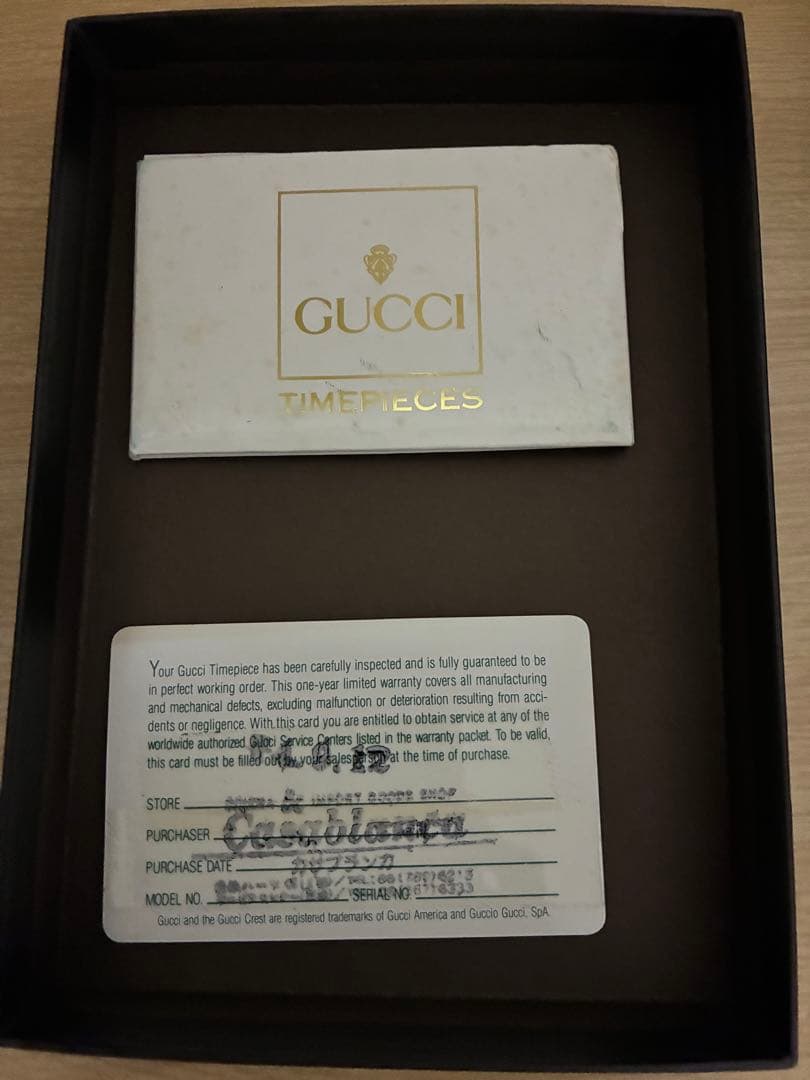 GUCCI
TIMEPIECES
Your Gucci Timepiece has been carefully inspected and is fully guaranteed to be
in perfect working order. This one-year limited warranty covers all manufacturing
and mechanical defects, excluding malfunction or deterioration resulting from acci-
dents or negligence. With this card you are entitled to obtain service at any of the
worldwide authorized Gucci Service Centers listed in the warranty packet. To be valid,
this card must be filled out by your salesperson at the time of purchase.
STORE
IMPORT GOODS SHOP
PURCHASER Casablanca
PURCHASE DATE カサブランカ
MODEL NO. SERIAL NO.
Gucci and the Gucci Crest are registered trademarks of Gucci America and Guccio Gucci, SpA.